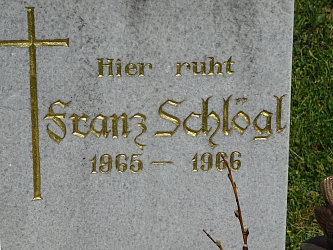 Hier ruht
Franz Schlögl
1965 — 1966